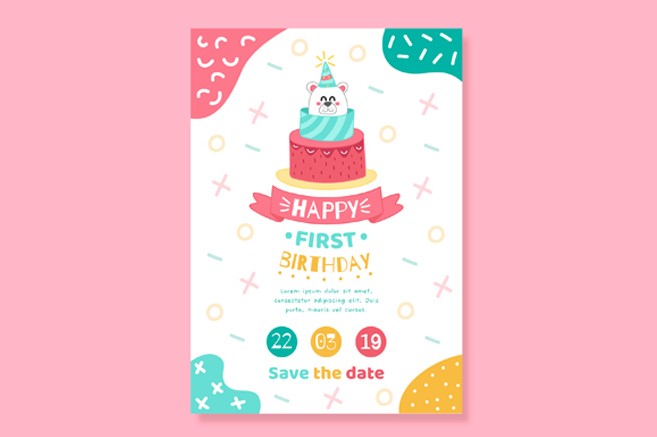 HAPPY
FIRST
BIRTHDAY
Lorem ipsum dolor sit amet,
consectetur adipiscing elit. Duis
porta, mauris vel cursus
22 03 19
Save the date